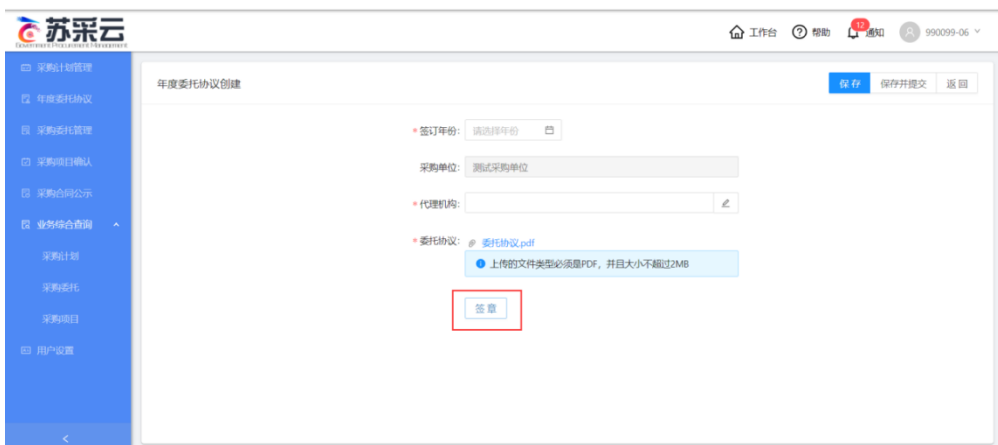 苏采云
Government Procurement Management
工作台
帮助
12
通知
990099-06
采购计划管理
年度委托协议
采购委托管理
采购项目确认
采购合同公示
业务综合查询
采购计划
采购委托
采购项目
用户设置
年度委托协议创建
保存
保存并提交
返回
* 签订年份: 请选择年份
采购单位: 测试采购单位
* 代理机构:
* 委托协议: 委托协议.pdf
上传的文件类型必须是PDF，并且大小不超过2MB
签章